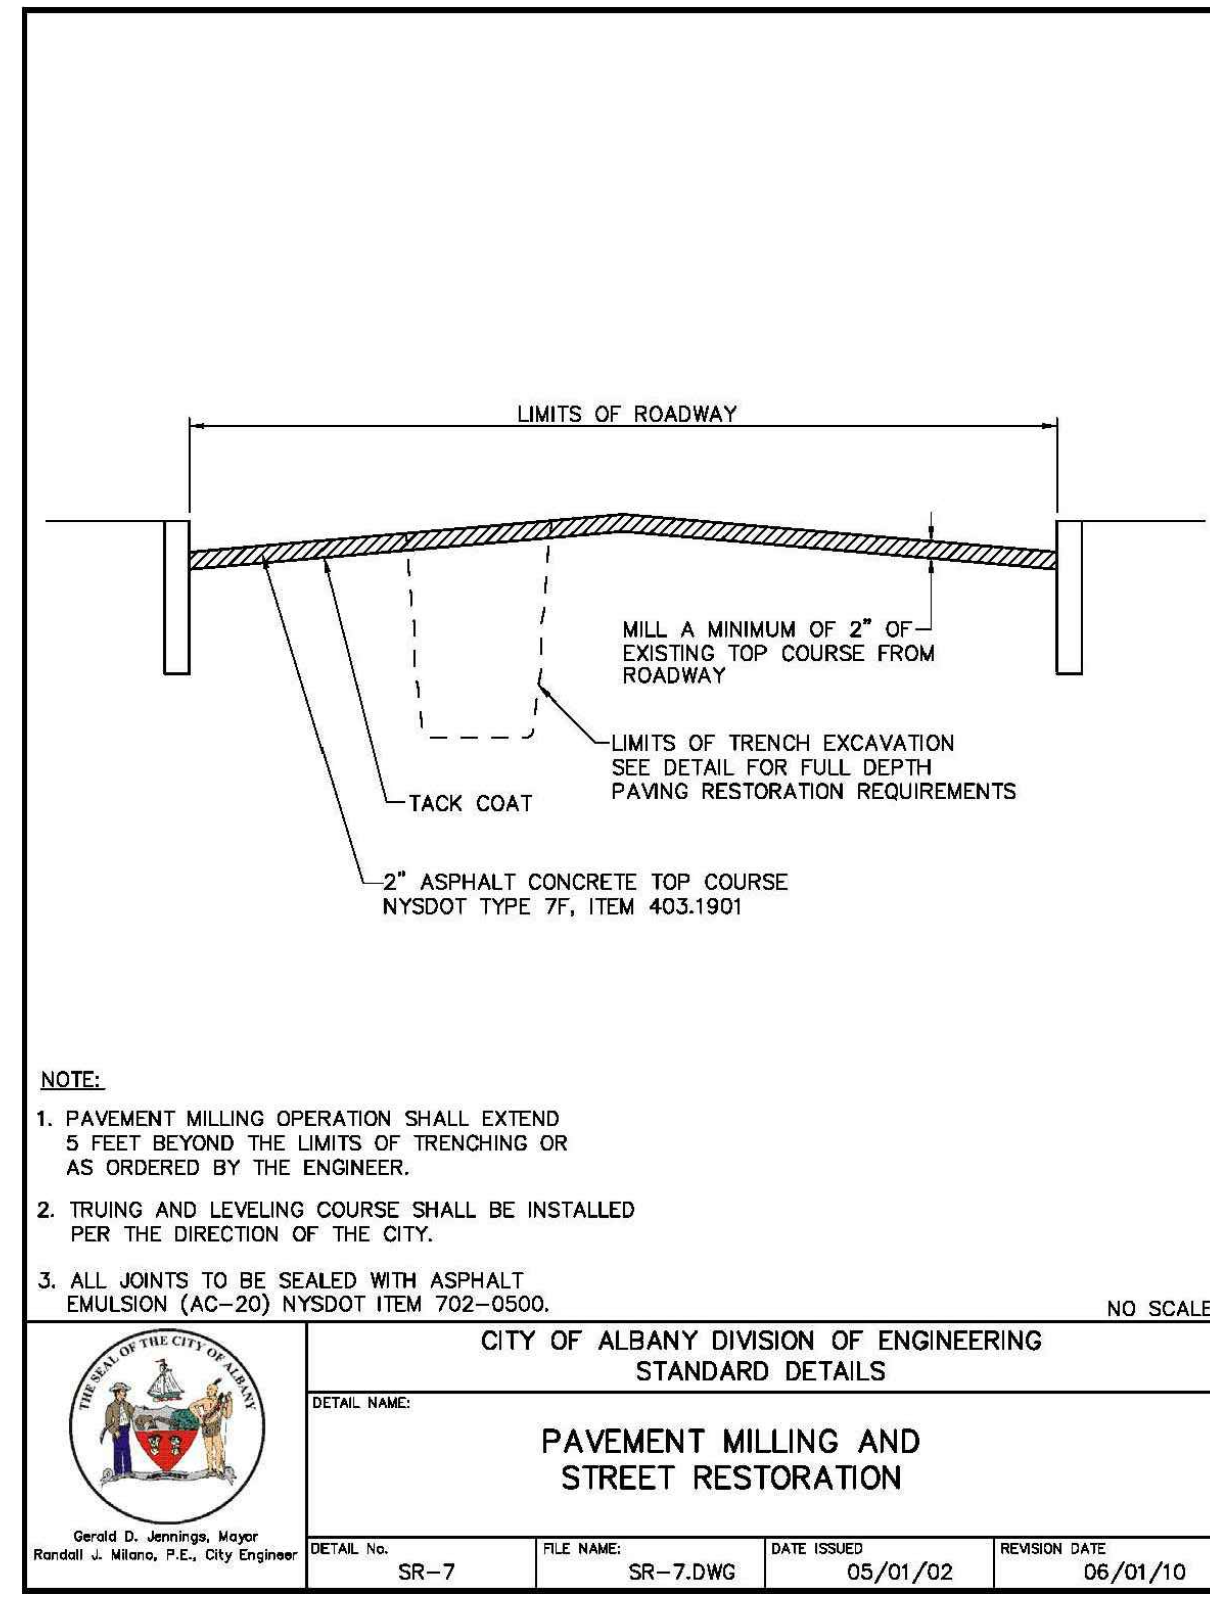 LIMITS OF ROADWAY
MILL A MINIMUM OF 2" OF
EXISTING TOP COURSE FROM
ROADWAY
LIMITS OF TRENCH EXCAVATION
SEE DETAIL FOR FULL DEPTH
PAVING RESTORATION REQUIREMENTS
TACK COAT
2" ASPHALT CONCRETE TOP COURSE
NYSDOT TYPE 7F, ITEM 403.1901
NOTE:
1. PAVEMENT MILLING OPERATION SHALL EXTEND
5 FEET BEYOND THE LIMITS OF TRENCHING OR
AS ORDERED BY THE ENGINEER.
2. TRUING AND LEVELING COURSE SHALL BE INSTALLED
PER THE DIRECTION OF THE CITY.
3. ALL JOINTS TO BE SEALED WITH ASPHALT
EMULSION (AC-20) NYSDOT ITEM 702-0500.
NO SCALE
THE SEAL OF THE CITY OF ALBANY
Gerald D. Jennings, Mayor
Randall J. Milano, P.E., City Engineer
CITY OF ALBANY DIVISION OF ENGINEERING
STANDARD DETAILS
DETAIL NAME:
PAVEMENT MILLING AND
STREET RESTORATION
DETAIL No.
SR-7
FILE NAME:
SR-7.DWG
DATE ISSUED
05/01/02
REVISION DATE
06/01/10